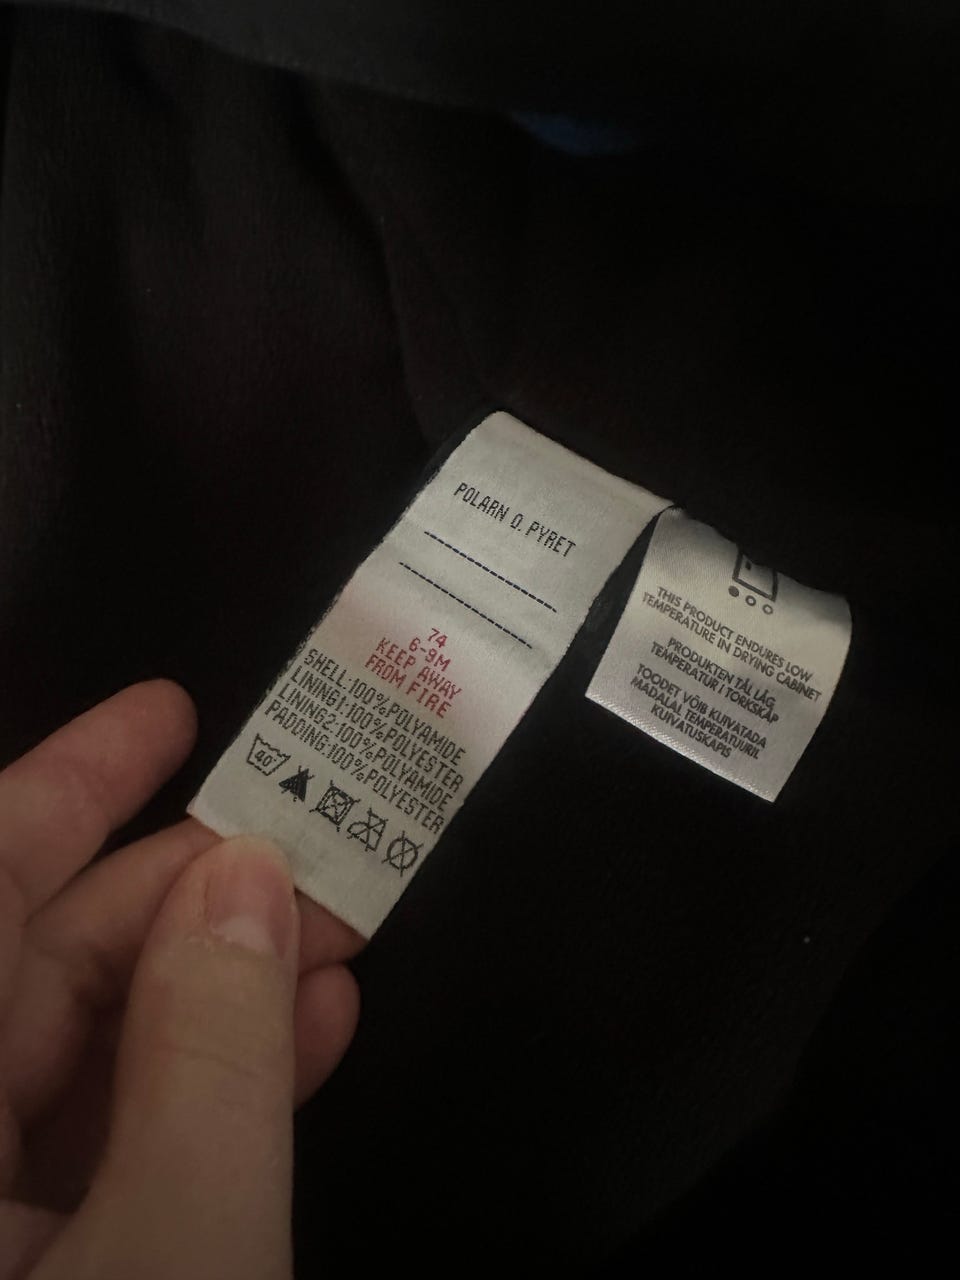 POLARN O. PYRET
74
6-9M
KEEP AWAY
FROM FIRE
SHELL:100%POLYAMIDE
LINING1:100%POLYESTER
LINING2:100%POLYAMIDE
PADDING:100%POLYESTER
40°
THIS PRODUCT ENDURES LOW
TEMPERATURE IN DRYING CABINET
PRODUKTEN TÅL LÅG
TEMPERATUR I TORKSKÅP
TOODET VÕIB KUIVATADA
MADALAL TEMPERATUURIL
KUIVATUSKAPIS